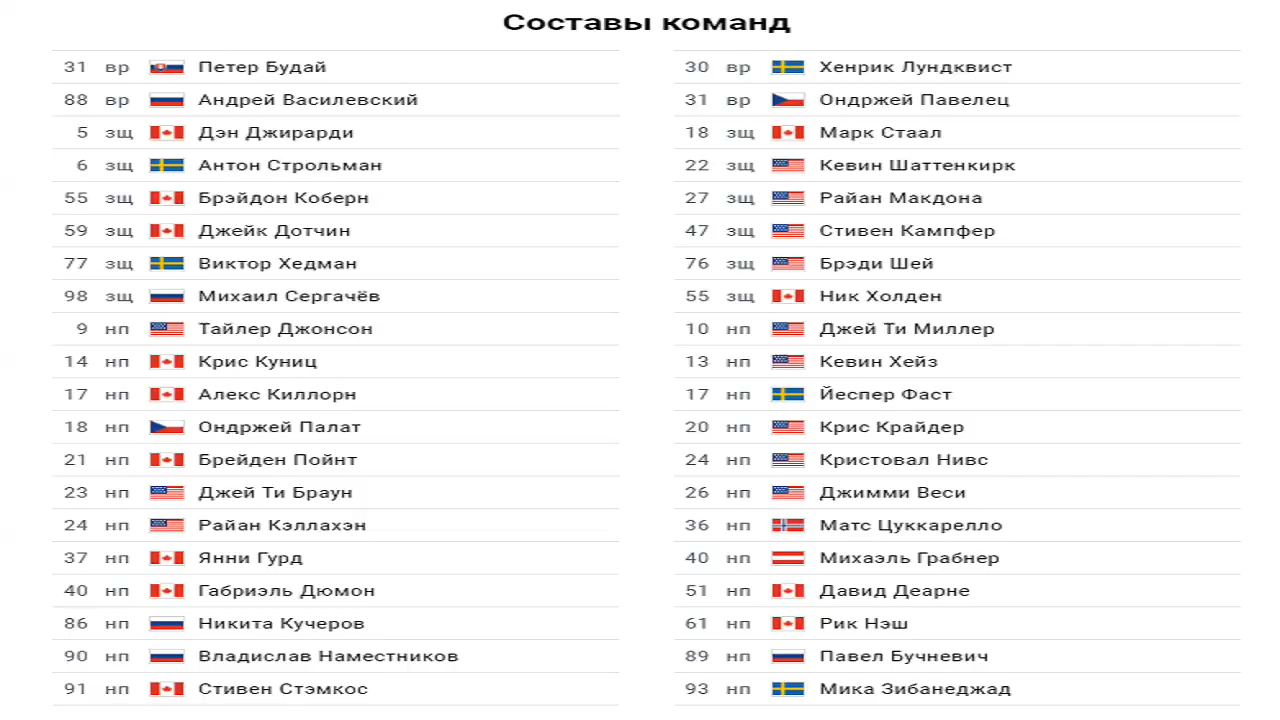 Составы команд
31 вр Петер Будай
88 вр Андрей Василевский
5 зщ Дэн Джирарди
6 зщ Антон Строльман
55 зщ Брэйдон Коберн
59 зщ Джейк Дотчин
77 зщ Виктор Хедман
98 зщ Михаил Сергачёв
9 нп Тайлер Джонсон
14 нп Крис Куниц
17 нп Алекс Киллорн
18 нп Ондржей Палат
21 нп Брейден Пойнт
23 нп Джей Ти Браун
24 нп Райан Кэллахэн
37 нп Янни Гурд
40 нп Габриэль Дюмон
86 нп Никита Кучеров
90 нп Владислав Наместников
91 нп Стивен Стэмкос
30 вр Хенрик Лундквист
31 вр Ондржей Павелец
18 зщ Марк Стаал
22 зщ Кевин Шаттенкирк
27 зщ Райан Макдона
47 зщ Стивен Кампфер
76 зщ Брэди Шей
55 зщ Ник Холден
10 нп Джей Ти Миллер
13 нп Кевин Хейз
17 нп Йеспер Фаст
20 нп Крис Крайдер
24 нп Кристовал Нивс
26 нп Джимми Веси
36 нп Матс Цуккарелло
40 нп Михаэль Грабнер
51 нп Давид Деарне
61 нп Рик Нэш
89 нп Павел Бучневич
93 нп Мика Зибанеджад